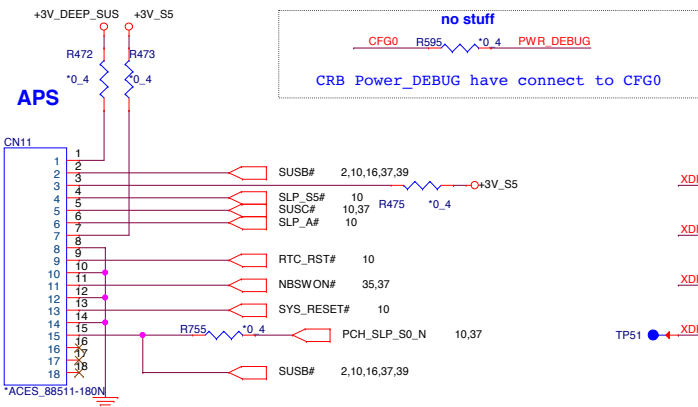 +3V_DEEP_SUS +3V_S5
R472 R473
*0_4 *0_4
APS
no stuff
CFG0 R595 *0_4 PWR_DEBUG
CRB Power_DEBUG have connect to CFG0
CN11
1 1
2 2 SUSB# 2,10,16,37,39
3 3 R475 *0_4 +3V_S5
4 4 SLP_S5# 10
5 5 SUSC# 10,37
6 6 SLP_A# 10
7 7
8 8
9 9 RTC_RST# 10
10 10
11 11 NBSWON# 35,37
12 12
13 13 SYS_RESET# 10
14 14
15 15 R755 *0_4 PCH_SLP_S0_N 10,37
16 16
17 17
18 18 SUSB# 2,10,16,37,39
*ACES_88511-180N
XD
XD
XD
TP51 XD